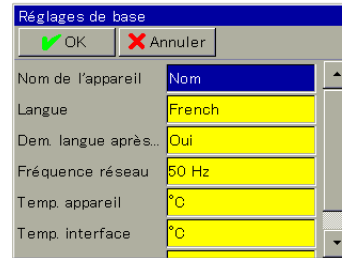 Réglages de base
OK Annuler
Nom de l'appareil Nom
Langue French
Dem. langue après... Oui
Fréquence réseau 50 Hz
Temp. appareil °C
Temp. interface °C